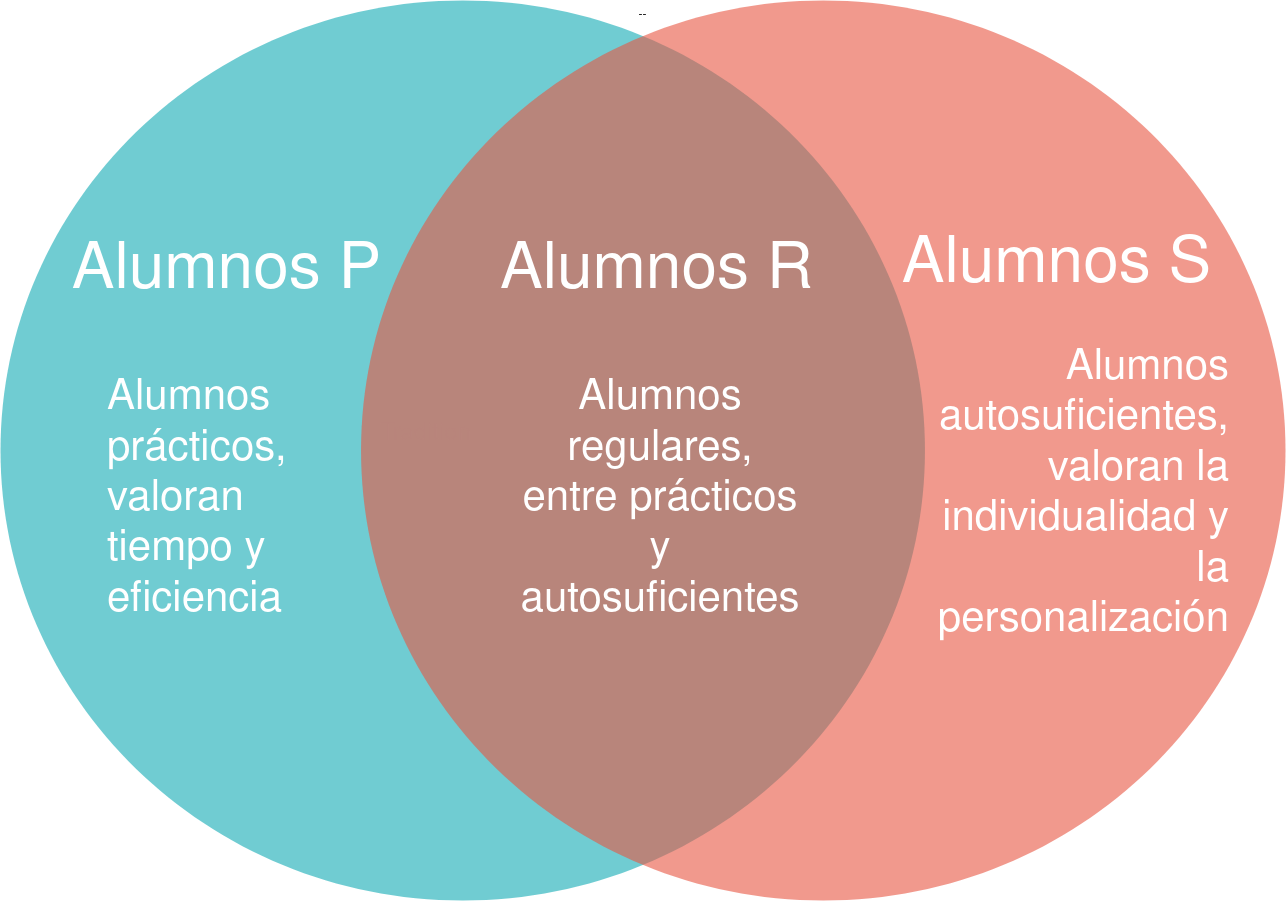 --
Alumnos P
Alumnos
prácticos,
valoran
tiempo y
eficiencia
Alumnos R
Alumnos
regulares,
entre prácticos
y
autosuficientes
Alumnos S
Alumnos
autosuficientes,
valoran la
individualidad y
la
personalización